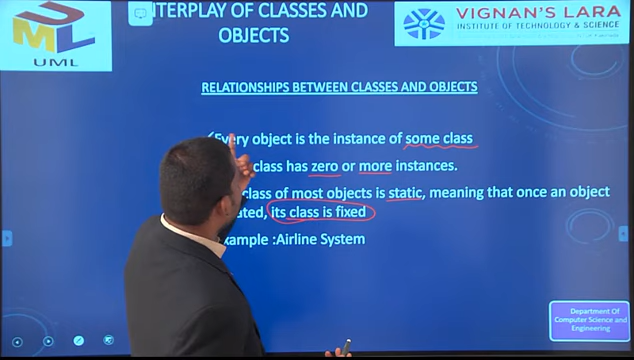 UML
UML
INTERPLAY OF CLASSES AND
OBJECTS
VIGNAN'S LARA
INSTITUTE OF TECHNOLOGY & SCIENCE
RELATIONSHIPS BETWEEN CLASSES AND OBJECTS
Every object is the instance of some class
class has zero or more instances.
class of most objects is static, meaning that once an object
its class is fixed
:Airline System
Department Of
Computer Science and
Engineering